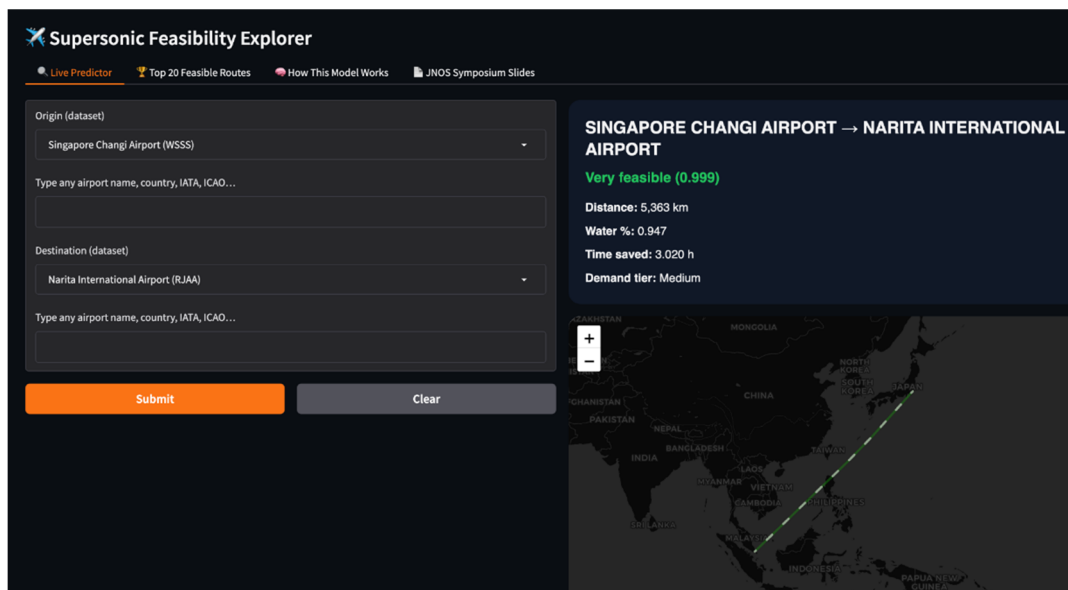 Supersonic Feasibility Explorer
Live Predictor
Top 20 Feasible Routes
How This Model Works
JNOS Symposium Slides
Origin (dataset)
Singapore Changi Airport (WSSS)
Type any airport name, country, IATA, ICAO...
Destination (dataset)
Narita International Airport (RJAA)
Type any airport name, country, IATA, ICAO...
Submit
Clear
SINGAPORE CHANGI AIRPORT → NARITA INTERNATIONAL
AIRPORT
Very feasible (0.999)
Distance: 5,363 km
Water %: 0.947
Time saved: 3.020 h
Demand tier: Medium
+
−
MONGOLIA
NORTH
KOREA
SOUTH
KOREA
JAPAN
CHINA
PAKISTAN
NEPAL
BANGLADESH
INDIA
TAIWAN
LAOS
MYANMAR
VIETNAM
CAMBODIA
PHILIPPINES
SRI LANKA
MALAYSIA
INDONESIA
PAPUA NEW
GUINEA